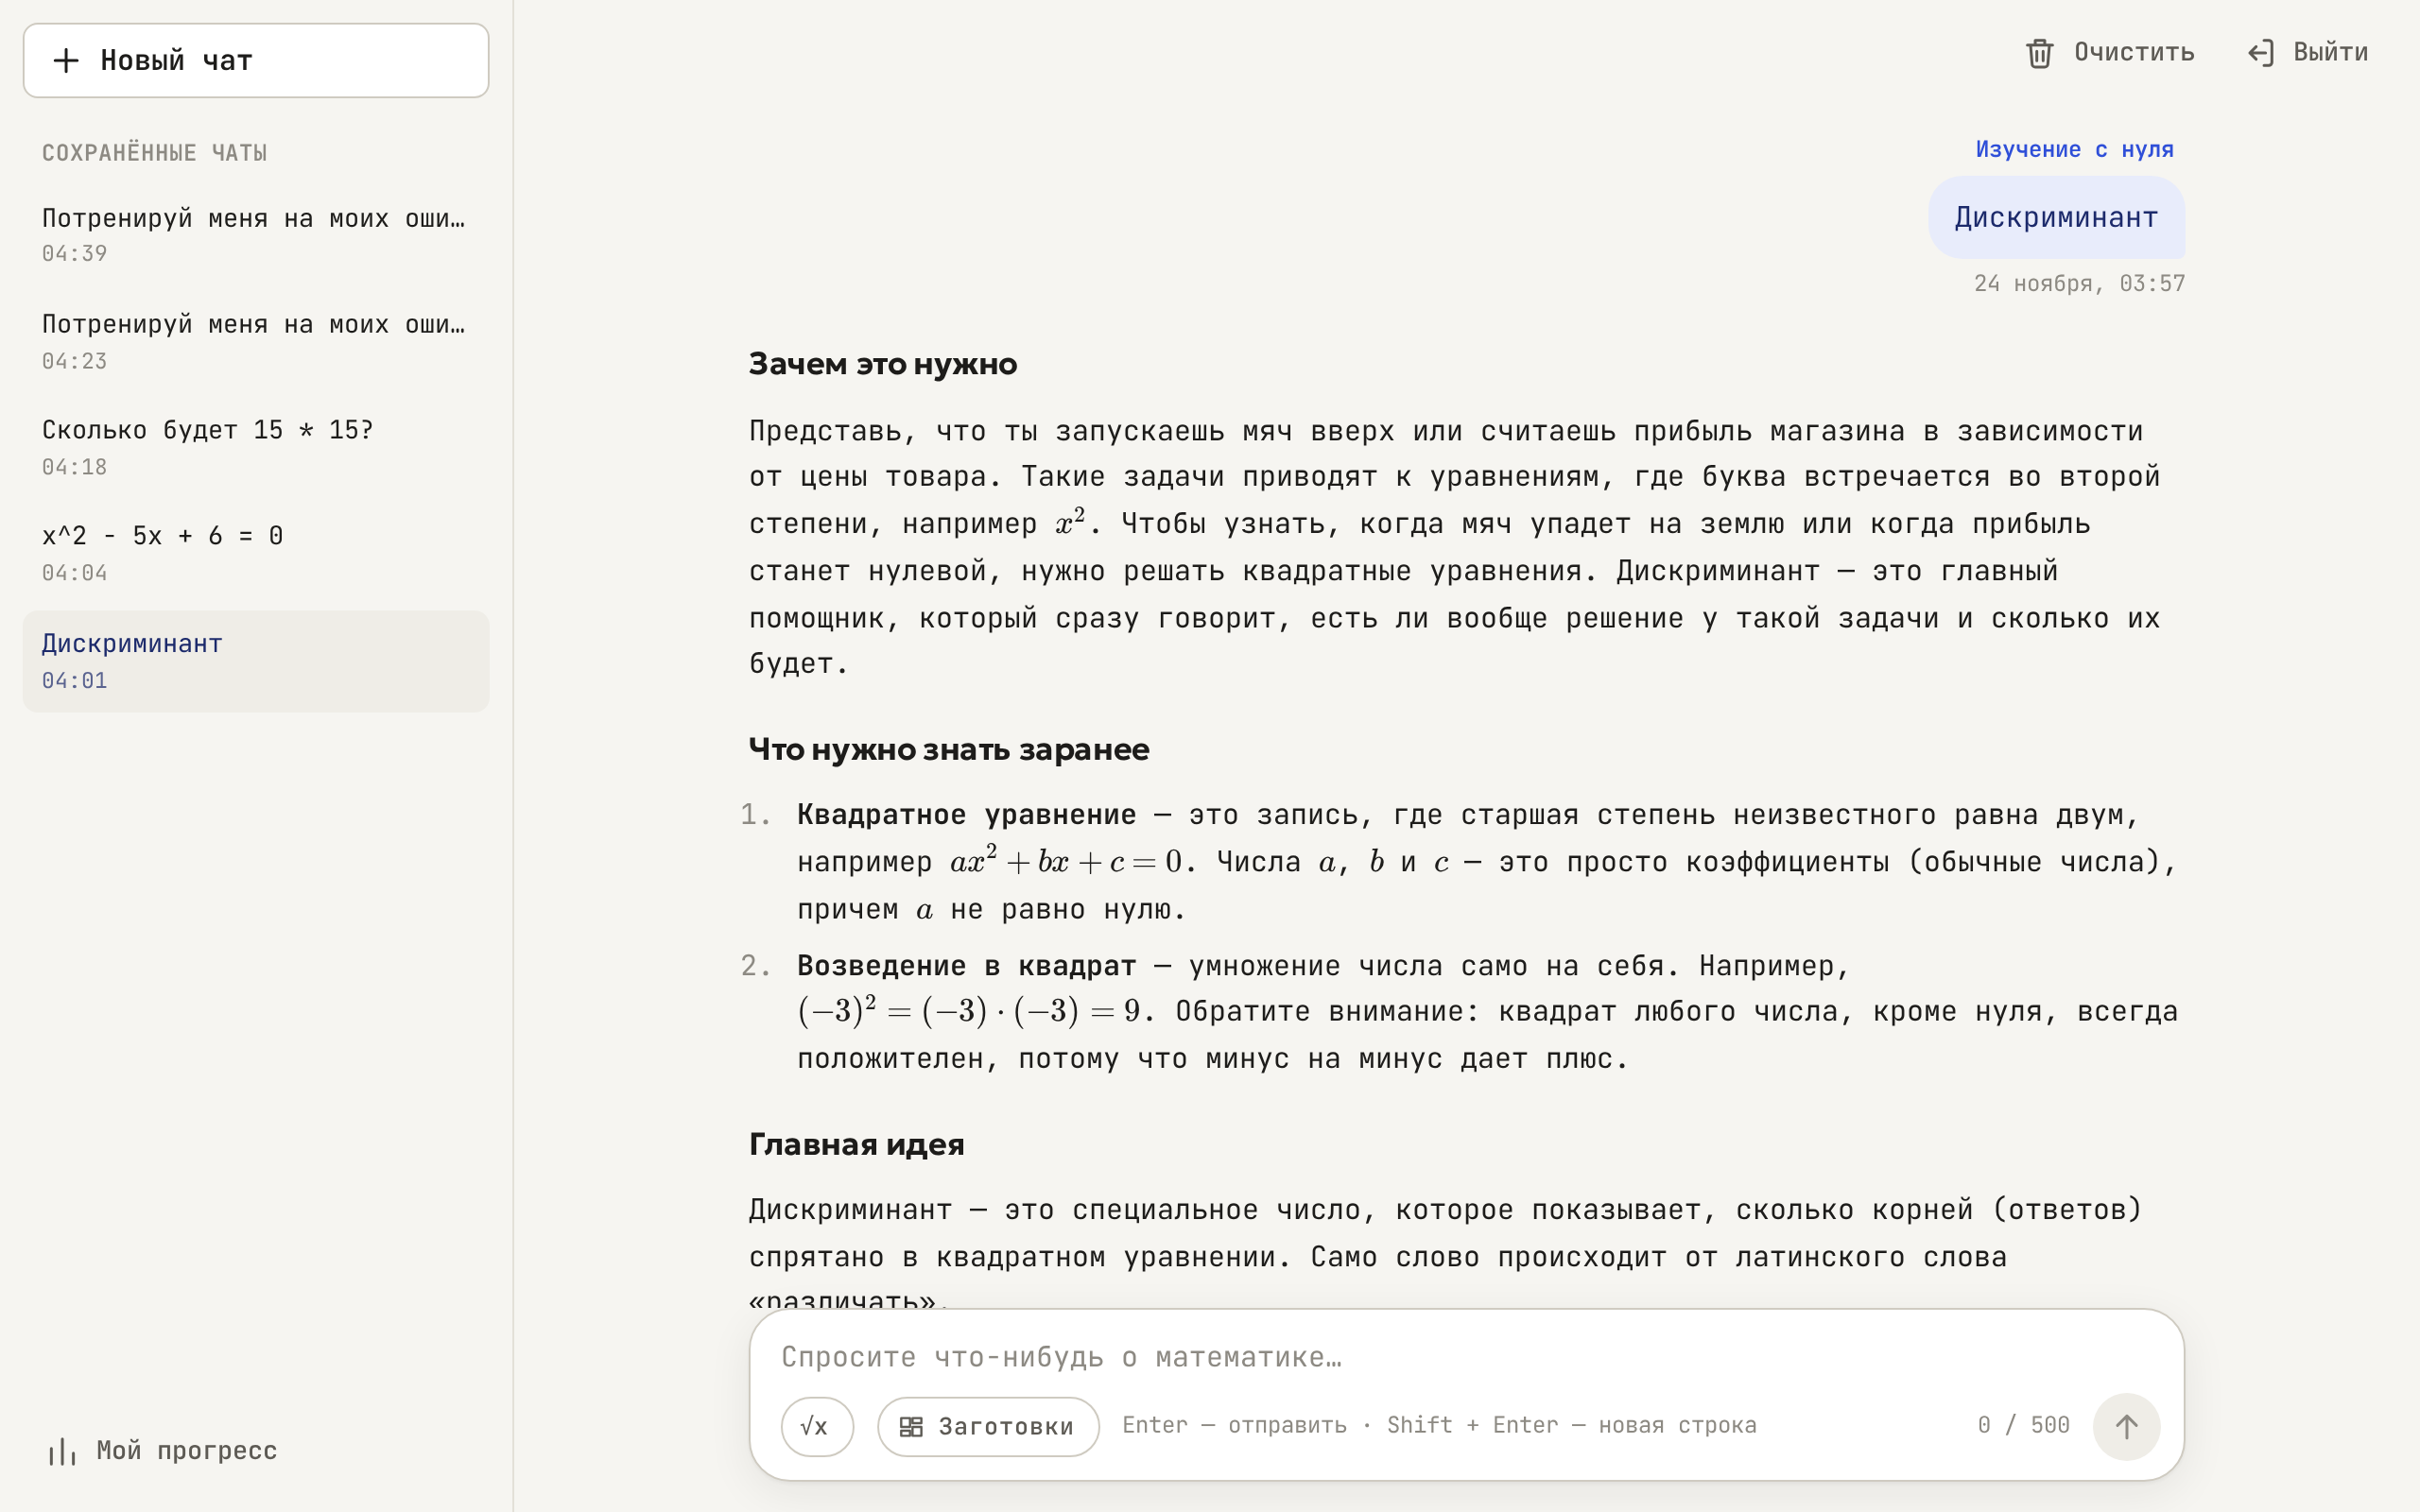 Новый чат
СОХРАНЁННЫЕ ЧАТЫ
Потренируй меня на моих оши…
04:39
Потренируй меня на моих оши…
04:23
Сколько будет 15 * 15?
04:18
x^2 - 5x + 6 = 0
04:04
Дискриминант
04:01
Мой прогресс
Очистить
Выйти
Изучение с нуля
Дискриминант
24 ноября, 03:57
Зачем это нужно
Представь, что ты запускаешь мяч вверх или считаешь прибыль магазина в зависимости
от цены товара. Такие задачи приводят к уравнениям, где буква встречается во второй
степени, например x². Чтобы узнать, когда мяч упадет на землю или когда прибыль
станет нулевой, нужно решать квадратные уравнения. Дискриминант — это главный
помощник, который сразу говорит, есть ли вообще решение у такой задачи и сколько их
будет.
Что нужно знать заранее
1. Квадратное уравнение — это запись, где старшая степень неизвестного равна двум,
например ax² + bx + c = 0. Числа a, b и c — это просто коэффициенты (обычные числа),
причем a не равно нулю.
2. Возведение в квадрат — умножение числа само на себя. Например,
(−3)² = (−3) · (−3) = 9. Обратите внимание: квадрат любого числа, кроме нуля, всегда
положителен, потому что минус на минус дает плюс.
Главная идея
Дискриминант — это специальное число, которое показывает, сколько корней (ответов)
спрятано в квадратном уравнении. Само слово происходит от латинского слова
«различать».
Спросите что-нибудь о математике…
√x
Заготовки
Enter — отправить · Shift + Enter — новая строка
0 / 500